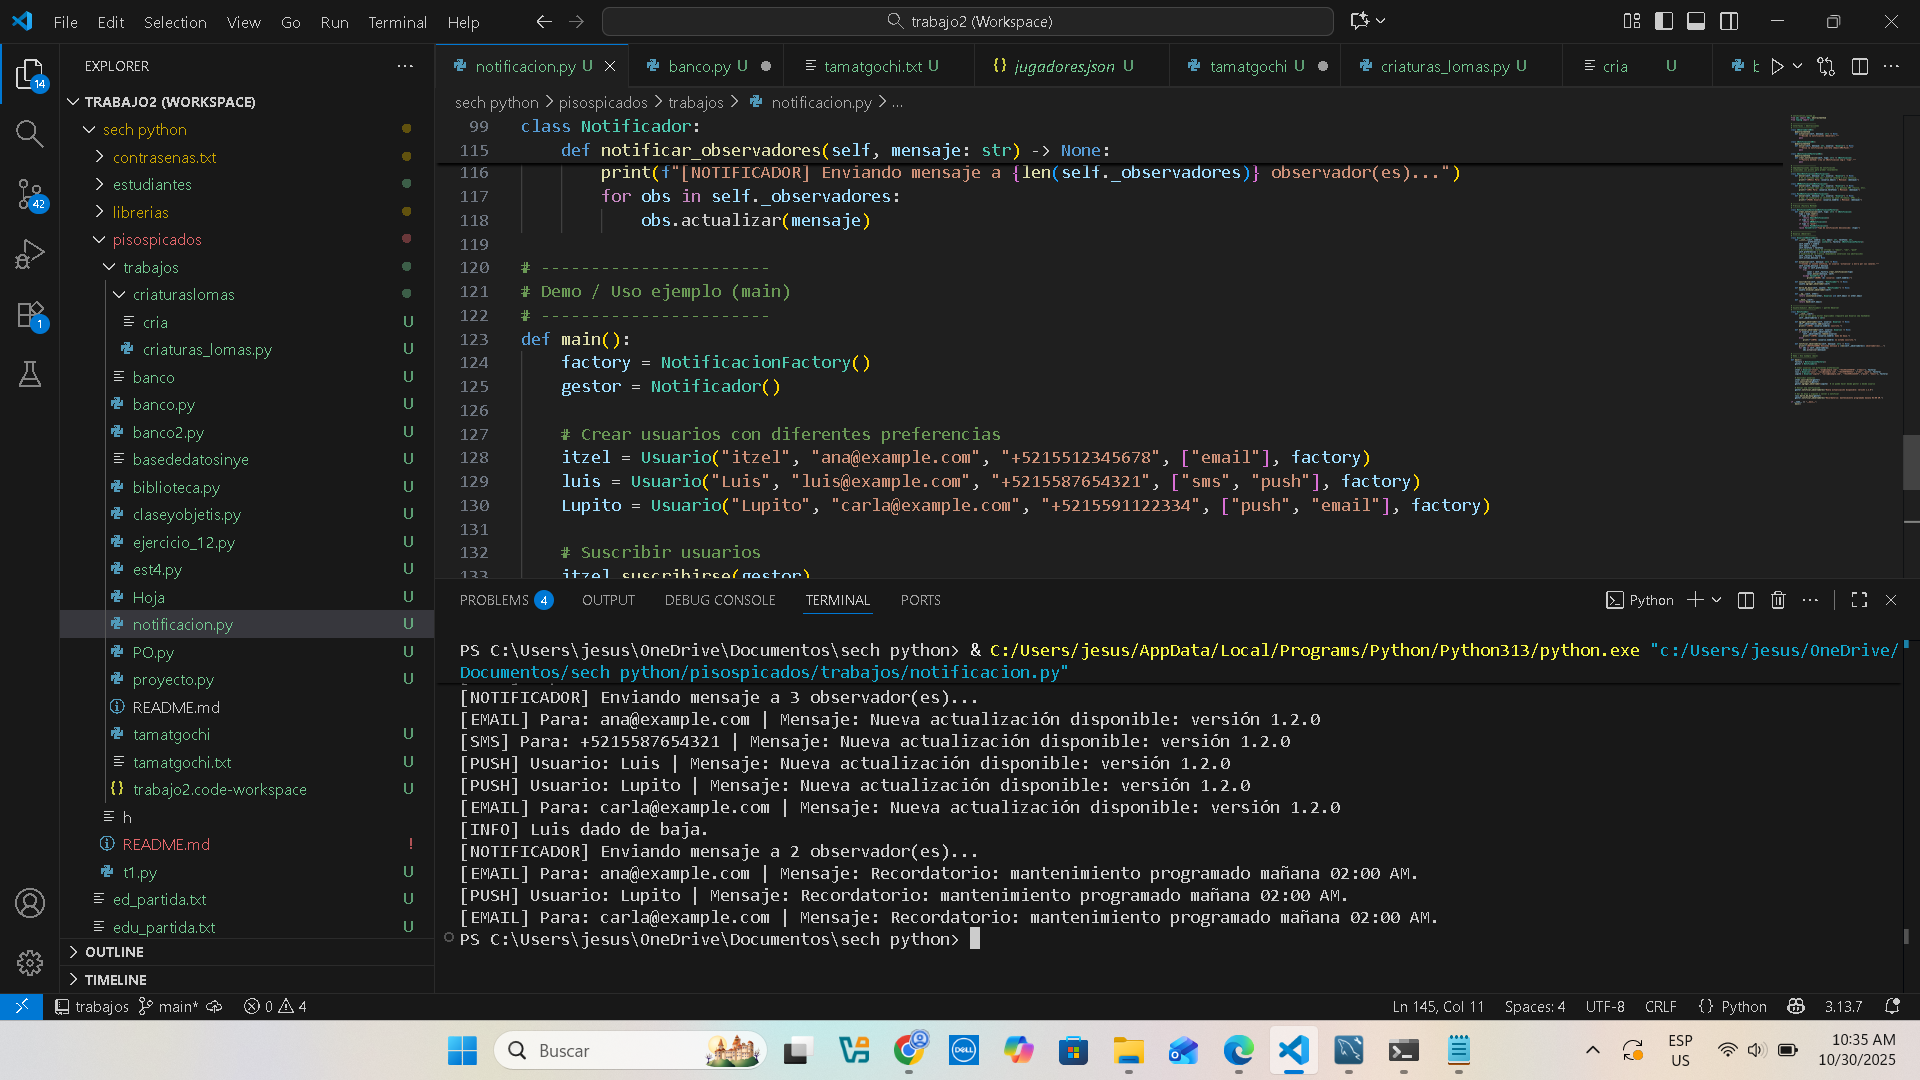 File Edit Selection View Go Run Terminal Help
trabajo2 (Workspace)
EXPLORER
14
42
1
TRABAJO2 (WORKSPACE)
sech python
contrasenas.txt
estudiantes
librerias
pisospicados
trabajos
criaturaslomas
cria U
criaturas_lomas.py U
banco U
banco.py U
banco2.py U
basededatosinye U
biblioteca.py U
claseyobjetis.py U
ejercicio_12.py U
est4.py U
Hoja U
notificacion.py U
PO.py U
proyecto.py U
README.md
tamatgochi U
tamatgochi.txt U
trabajo2.code-workspace U
h
README.md !
t1.py U
ed_partida.txt U
edu_partida.txt U
OUTLINE
TIMELINE
notificacion.py U banco.py U tamatgochi.txt U jugadores.json U tamatgochi U criaturas_lomas.py U cria U
sech python > pisospicados > trabajos > notificacion.py > ...
99 class Notificador:
115 def notificar_observadores(self, mensaje: str) -> None:
116 print(f"[NOTIFICADOR] Enviando mensaje a {len(self._observadores)} observador(es)...")
117 for obs in self._observadores:
118 obs.actualizar(mensaje)
119
120 # -----------------------
121 # Demo / Uso ejemplo (main)
122 # -----------------------
123 def main():
124 factory = NotificacionFactory()
125 gestor = Notificador()
126
127 # Crear usuarios con diferentes preferencias
128 itzel = Usuario("itzel", "ana@example.com", "+5215512345678", ["email"], factory)
129 luis = Usuario("Luis", "luis@example.com", "+5215587654321", ["sms", "push"], factory)
130 Lupito = Usuario("Lupito", "carla@example.com", "+5215591122334", ["push", "email"], factory)
131
132 # Suscribir usuarios
133 itzel.suscribirse(gestor)
PROBLEMS 4 OUTPUT DEBUG CONSOLE TERMINAL PORTS
Python
PS C:\Users\jesus\OneDrive\Documentos\sech python> & C:/Users/jesus/AppData/Local/Programs/Python/Python313/python.exe "c:/Users/jesus/OneDrive/
Documentos/sech python/pisospicados/trabajos/notificacion.py"
[NOTIFICADOR] Enviando mensaje a 3 observador(es)...
[EMAIL] Para: ana@example.com | Mensaje: Nueva actualización disponible: versión 1.2.0
[SMS] Para: +5215587654321 | Mensaje: Nueva actualización disponible: versión 1.2.0
[PUSH] Usuario: Luis | Mensaje: Nueva actualización disponible: versión 1.2.0
[PUSH] Usuario: Lupito | Mensaje: Nueva actualización disponible: versión 1.2.0
[EMAIL] Para: carla@example.com | Mensaje: Nueva actualización disponible: versión 1.2.0
[INFO] Luis dado de baja.
[NOTIFICADOR] Enviando mensaje a 2 observador(es)...
[EMAIL] Para: ana@example.com | Mensaje: Recordatorio: mantenimiento programado mañana 02:00 AM.
[PUSH] Usuario: Lupito | Mensaje: Recordatorio: mantenimiento programado mañana 02:00 AM.
[EMAIL] Para: carla@example.com | Mensaje: Recordatorio: mantenimiento programado mañana 02:00 AM.
PS C:\Users\jesus\OneDrive\Documentos\sech python>
trabajos main* 0 4
Ln 145, Col 11 Spaces: 4 UTF-8 CRLF {} Python 3.13.7
Buscar
DELL
ESP
US
10:35 AM
10/30/2025